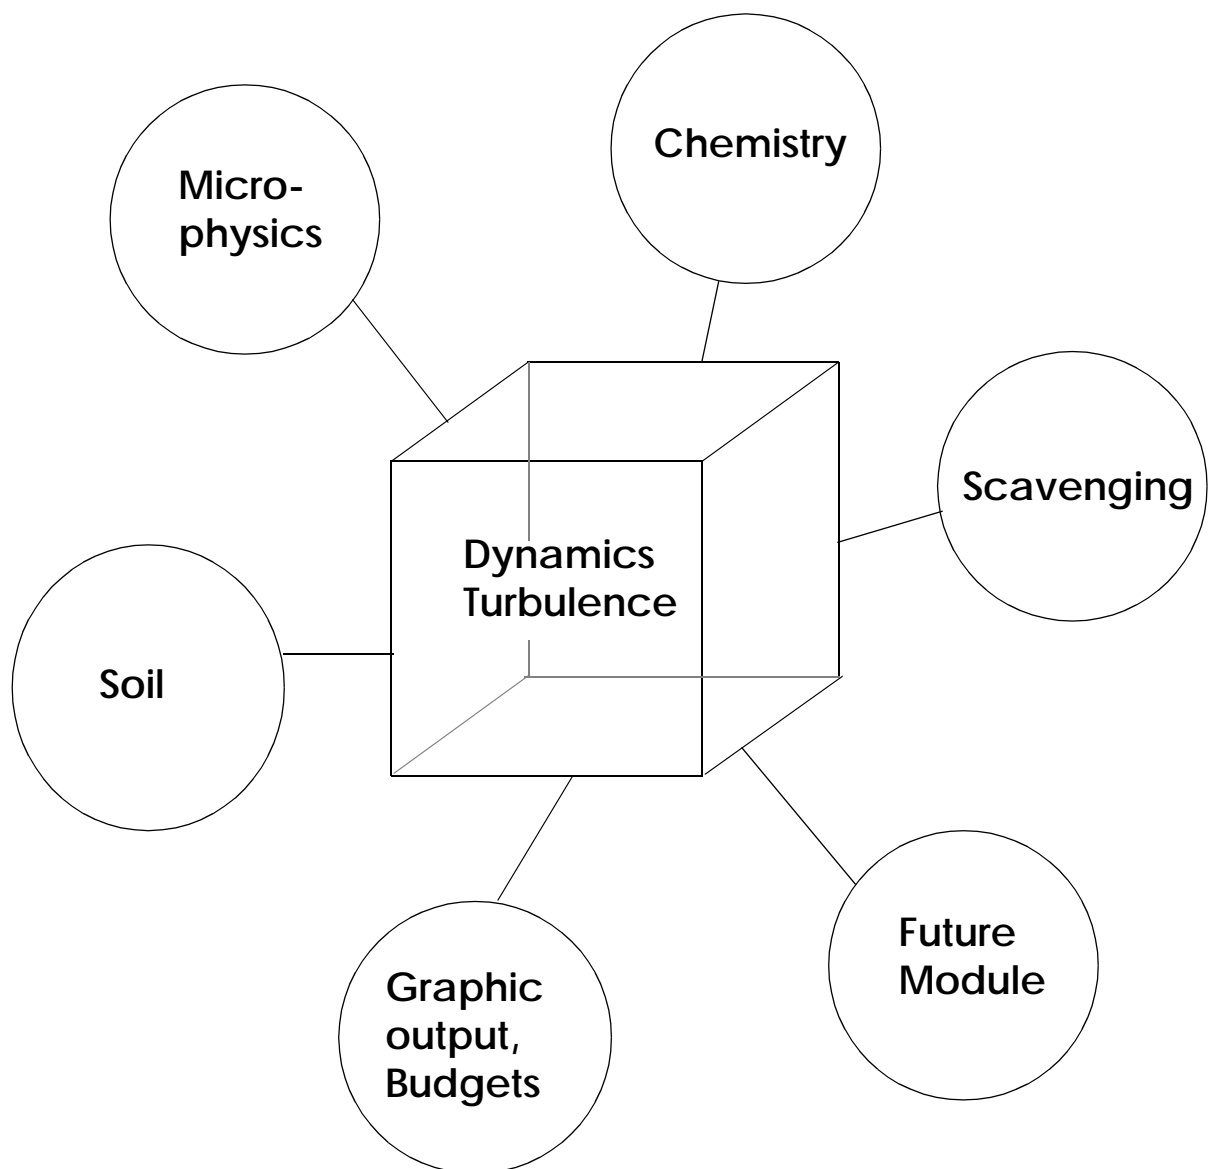 Chemistry
Micro-
physics
Scavenging
Dynamics
Turbulence
Soil
Future
Module
Graphic
output,
Budgets